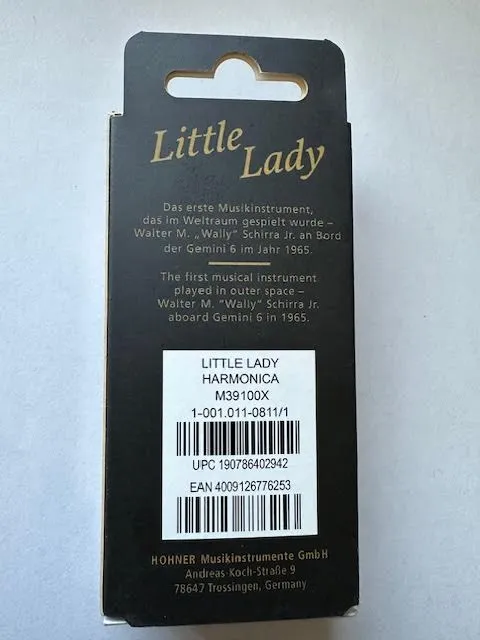 Little
Lady
Das erste Musikinstrument,
das im Weltraum gespielt wurde –
Walter M. „Wally“ Schirra Jr. an Bord
der Gemini 6 im Jahr 1965.
The first musical instrument
played in outer space –
Walter M. "Wally" Schirra Jr.
aboard Gemini 6 in 1965.
LITTLE LADY
HARMONICA
M39100X
1-001.011-0811/1
UPC 190786402942
EAN 4009126776253
HOHNER Musikinstrumente GmbH
Andreas-Koch-Straße 9
78647 Trossingen, Germany